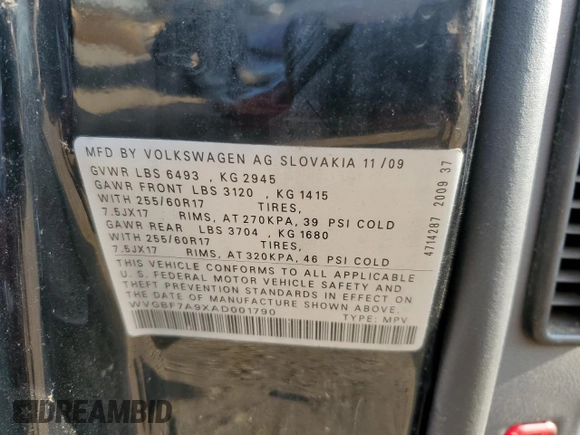 MFD BY VOLKSWAGEN AG SLOVAKIA 11/09
GVWR LBS 6493 , KG 2945
GAWR FRONT LBS 3120 , KG 1415
WITH 255/60R17 TIRES,
7.5JX17 RIMS, AT 270KPA, 39 PSI COLD
GAWR REAR LBS 3704 , KG 1680
WITH 255/60R17 TIRES,
7.5JX17 RIMS, AT 320KPA, 46 PSI COLD
THIS VEHICLE CONFORMS TO ALL APPLICABLE
U.S. FEDERAL MOTOR VEHICLE SAFETY AND
THEFT PREVENTION STANDARDS IN EFFECT ON
THE DATE OF MANUFACTURE SHOWN ABOVE.
WVGBF7A9XAD001790
TYPE: MPV
4714287 2009 37
DREAMBID